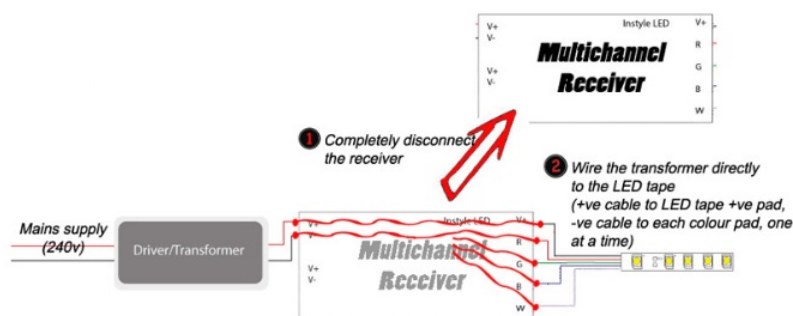 V+
Instyle LED
V+
V-
R
Multichannel
G
V+
Receiver
V-
B
W
1 Completely disconnect
the receiver
2 Wire the transformer directly
to the LED tape
(+ve cable to LED tape +ve pad,
-ve cable to each colour pad, one
at a time)
Mains supply
(240v)
Driver/Transformer
V+
Instyle LED
V+
V-
R
Multichannel
G
V+
Receiver
V-
B
W